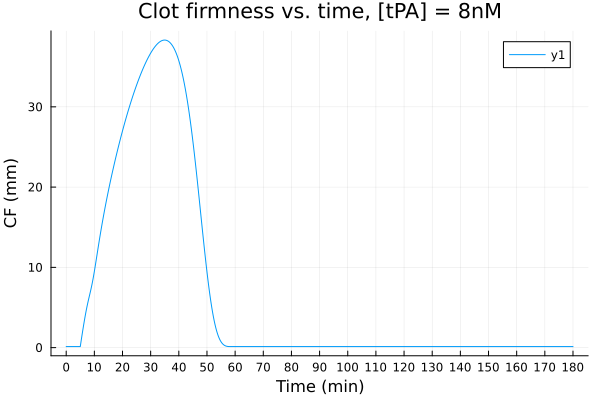 Clot firmness vs. time, [tPA] = 8nM
y1
CF (mm)
30
20
10
0
0 10 20 30 40 50 60 70 80 90 100 110 120 130 140 150 160 170 180
Time (min)